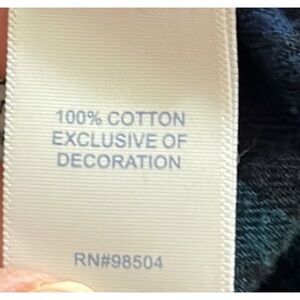 100% COTTON
EXCLUSIVE OF
DECORATION
RN#98504